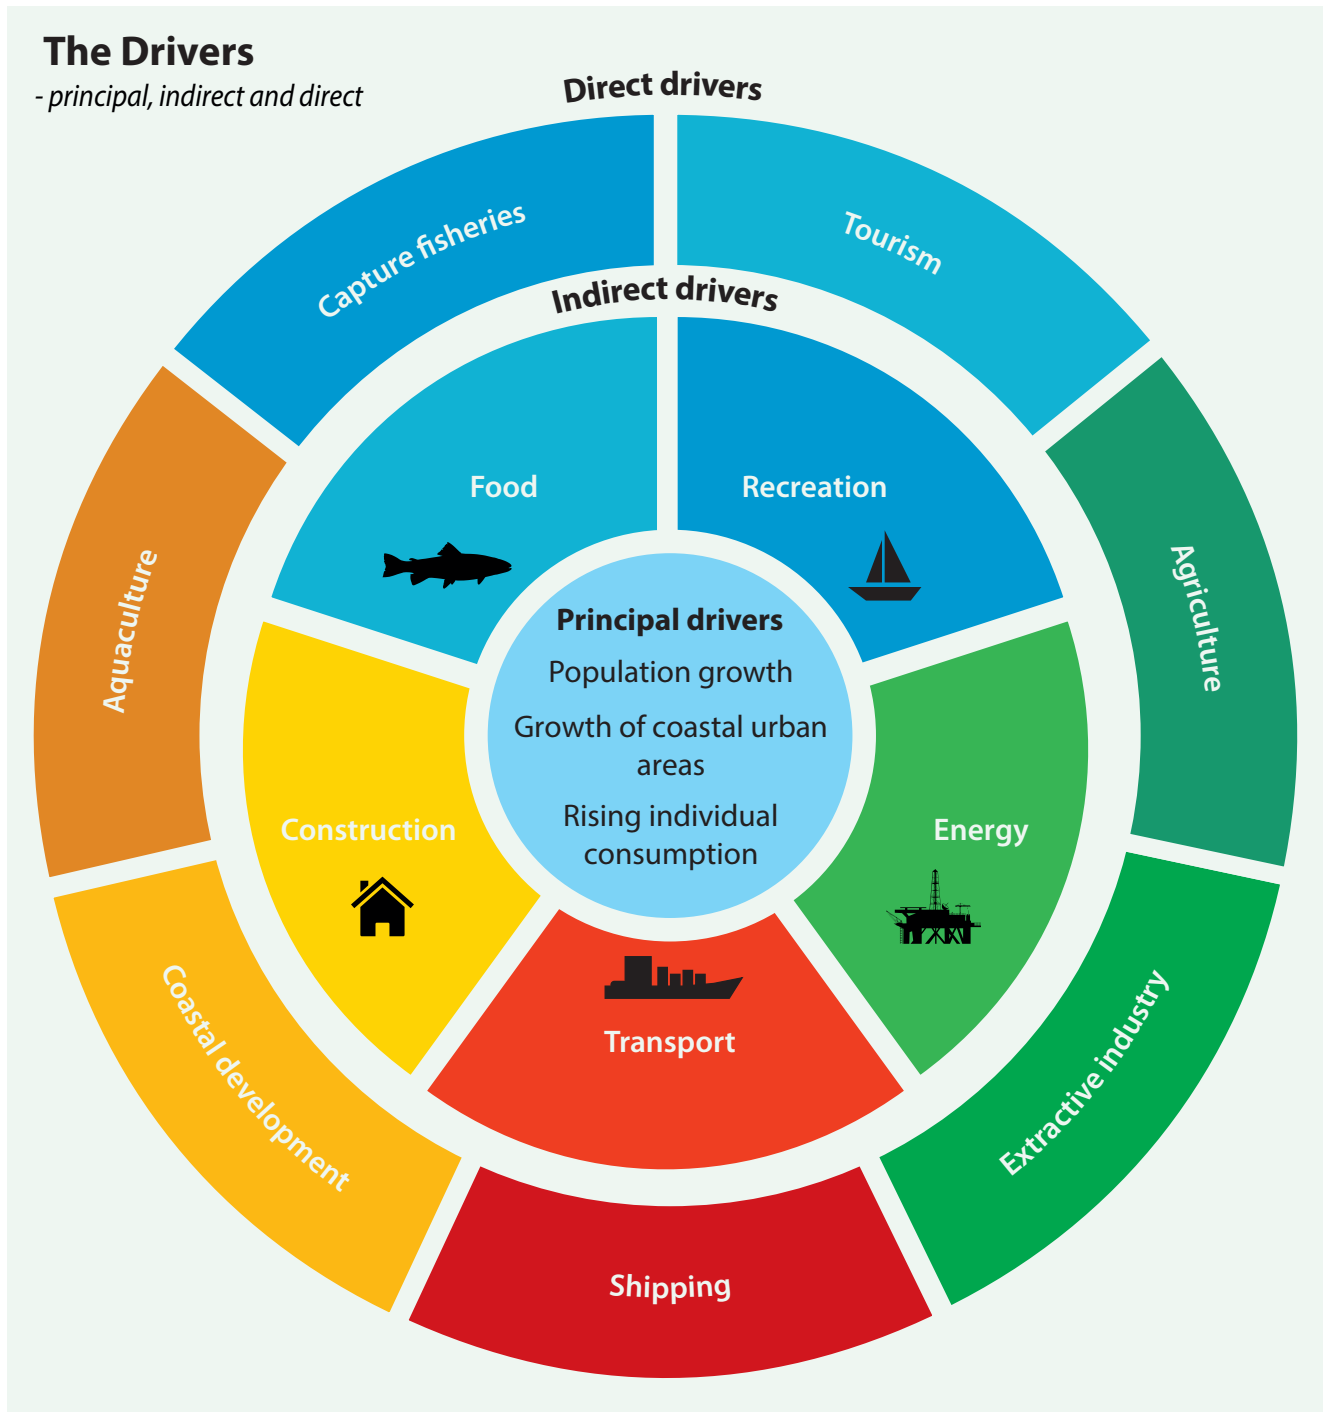 The Drivers
- principal, indirect and direct
Direct drivers
Capture fisheries
Tourism
Indirect drivers
Food
Recreation
Aquaculture
Agriculture
Principal drivers
Population growth
Growth of coastal urban
areas
Rising individual
consumption
Construction
Energy
Transport
Coastal development
Extractive industry
Shipping